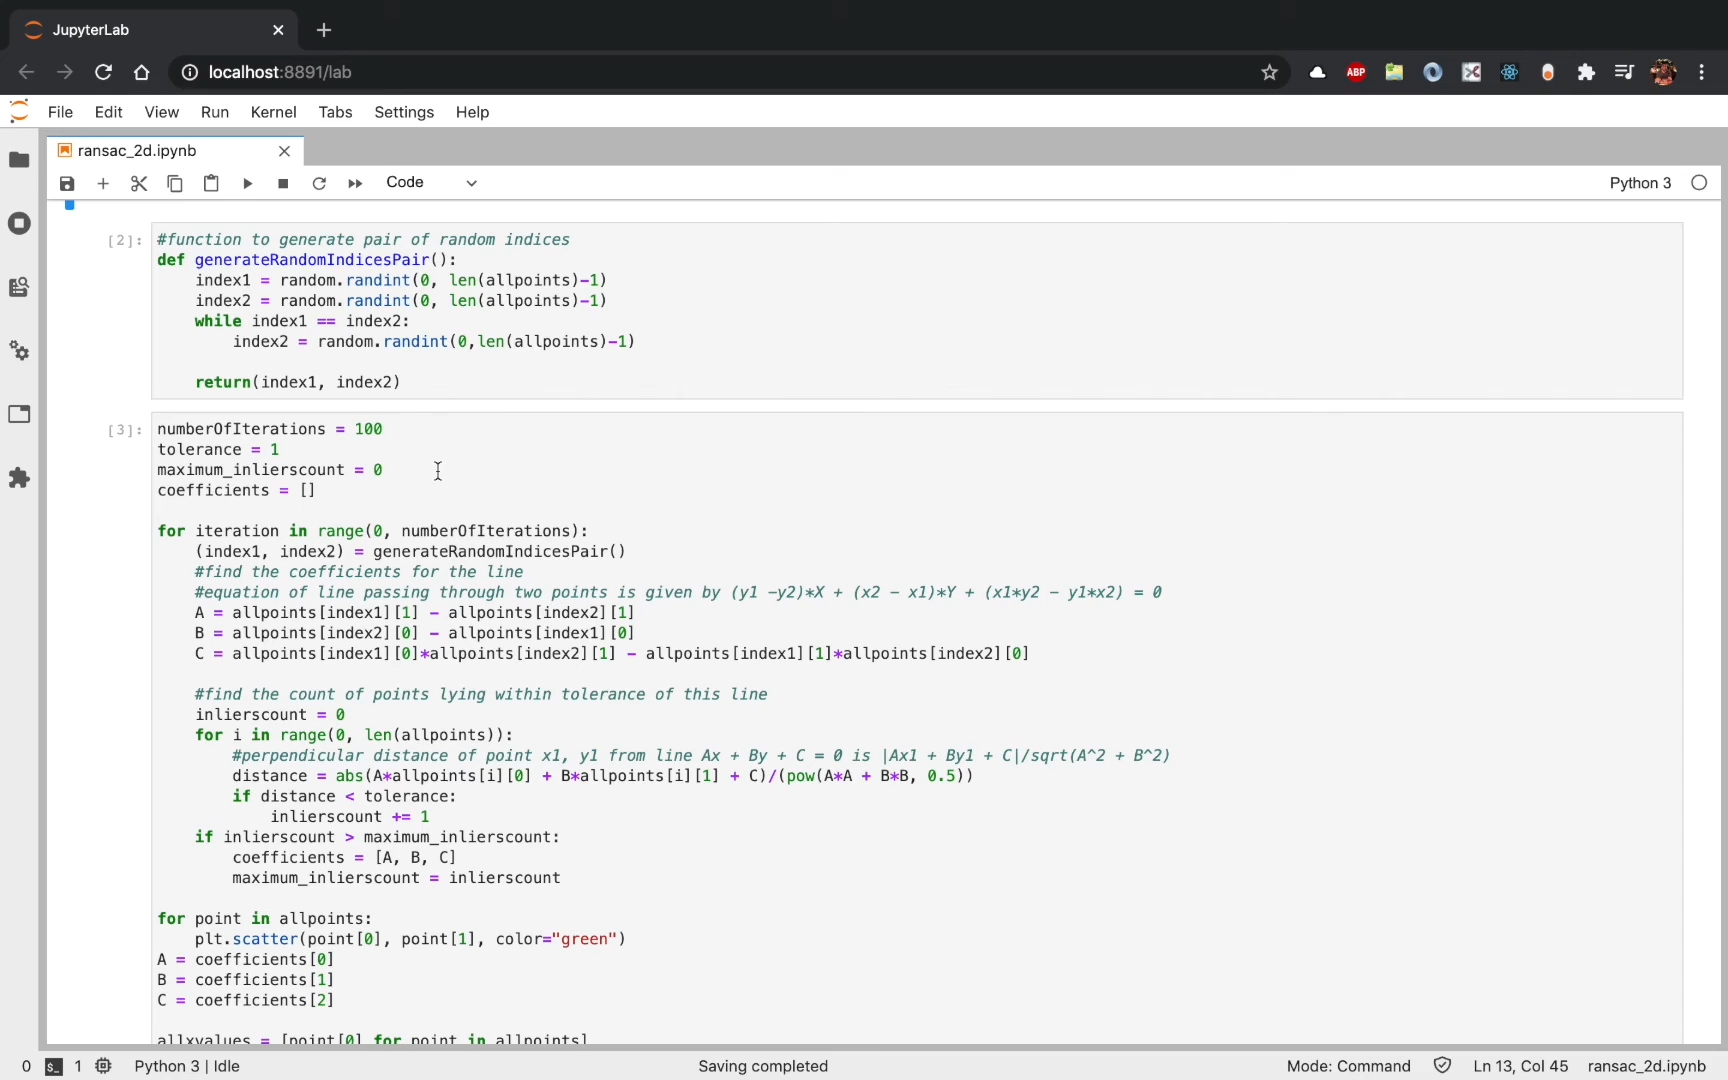 JupyterLab
localhost:8891/lab
ABP
File Edit View Run Kernel Tabs Settings Help
ransac_2d.ipynb
Code
Python 3
[2]:
#function to generate pair of random indices
def generateRandomIndicesPair():
    index1 = random.randint(0, len(allpoints)-1)
    index2 = random.randint(0, len(allpoints)-1)
    while index1 == index2:
        index2 = random.randint(0,len(allpoints)-1)
    return(index1, index2)
[3]:
numberOfIterations = 100
tolerance = 1
maximum_inlierscount = 0
coefficients = []
for iteration in range(0, numberOfIterations):
    (index1, index2) = generateRandomIndicesPair()
    #find the coefficients for the line
    #equation of line passing through two points is given by (y1 -y2)*X + (x2 - x1)*Y + (x1*y2 - y1*x2) = 0
    A = allpoints[index1][1] - allpoints[index2][1]
    B = allpoints[index2][0] - allpoints[index1][0]
    C = allpoints[index1][0]*allpoints[index2][1] - allpoints[index1][1]*allpoints[index2][0]
    #find the count of points lying within tolerance of this line
    inlierscount = 0
    for i in range(0, len(allpoints)):
        #perpendicular distance of point x1, y1 from line Ax + By + C = 0 is |Ax1 + By1 + C|/sqrt(A^2 + B^2)
        distance = abs(A*allpoints[i][0] + B*allpoints[i][1] + C)/(pow(A*A + B*B, 0.5))
        if distance < tolerance:
            inlierscount += 1
    if inlierscount > maximum_inlierscount:
        coefficients = [A, B, C]
        maximum_inlierscount = inlierscount
for point in allpoints:
    plt.scatter(point[0], point[1], color="green")
A = coefficients[0]
B = coefficients[1]
C = coefficients[2]
allxvalues = [point[0] for point in allpoints]
0 1 Python 3 | Idle Saving completed Mode: Command Ln 13, Col 45 ransac_2d.ipynb